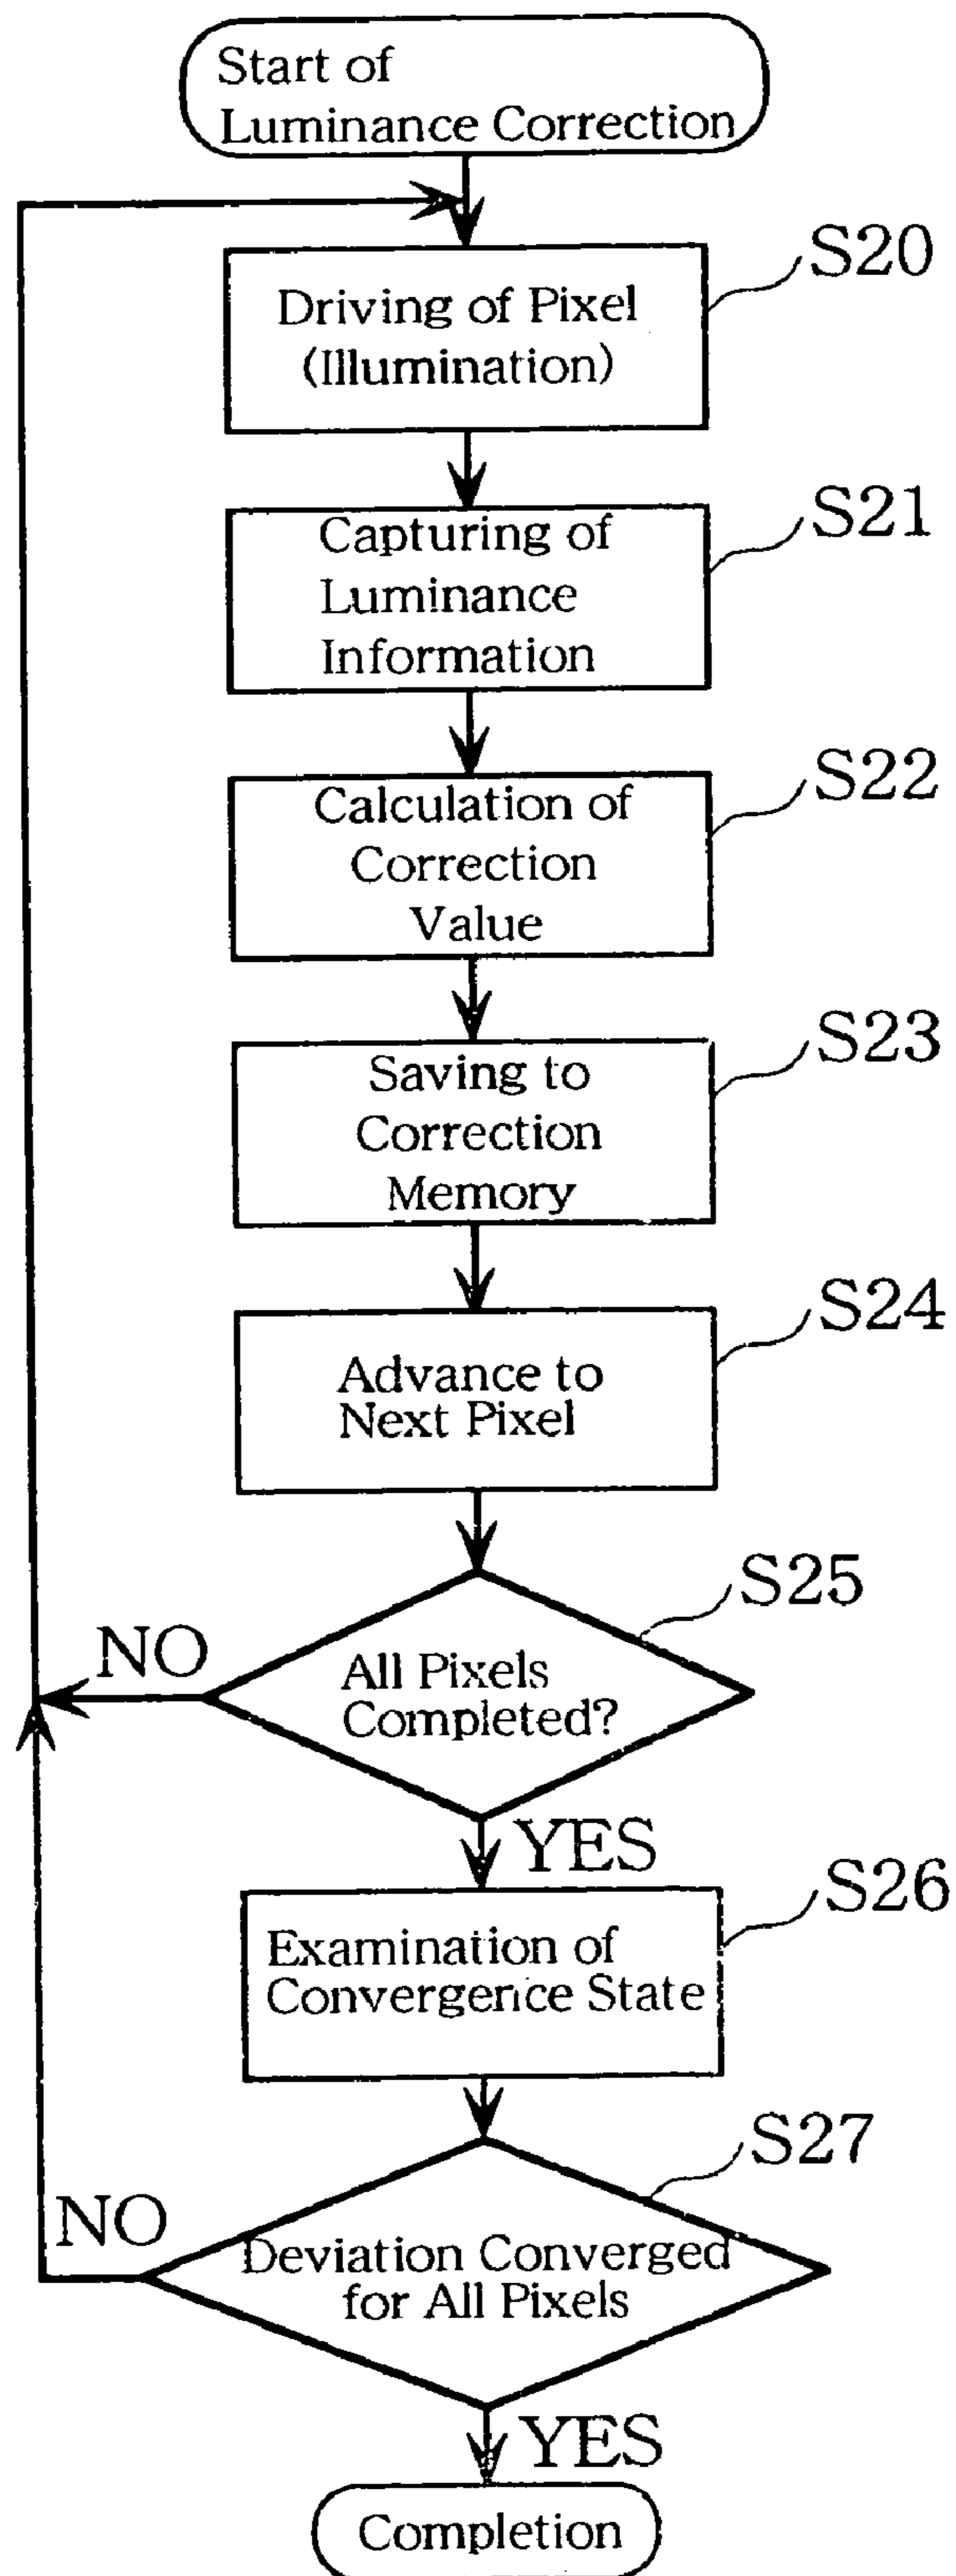 Start of
Luminance Correction
S20
Driving of Pixel
(Illumination)
S21
Capturing of
Luminance
Information
S22
Calculation of
Correction
Value
S23
Saving to
Correction
Memory
S24
Advance to
Next Pixel
S25
NO
All Pixels
Completed?
YES
S26
Examination of
Convergence State
S27
NO
Deviation Converged
for All Pixels
YES
Completion